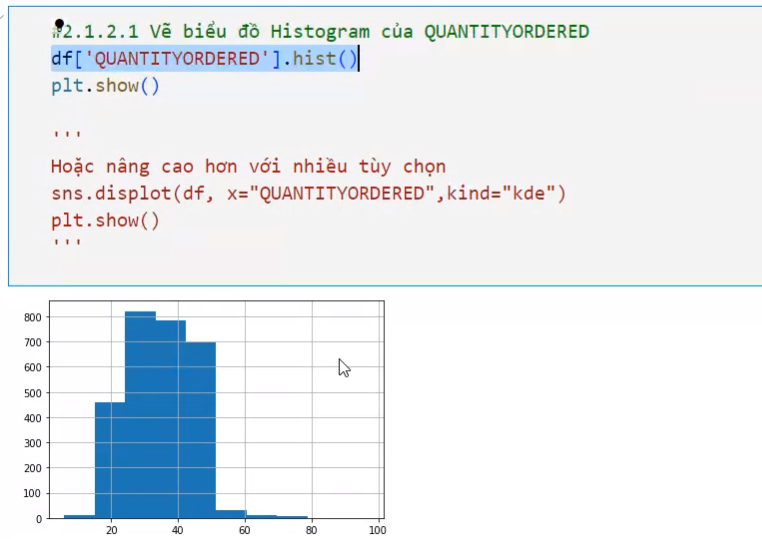 #2.1.2.1 Vẽ biểu đồ Histogram của QUANTITYORDERED
df['QUANTITYORDERED'].hist()
plt.show()
'''
Hoặc nâng cao hơn với nhiều tùy chọn
sns.displot(df, x="QUANTITYORDERED",kind="kde")
plt.show()
'''
800
700
600
500
400
300
200
100
0
20 40 60 80 100